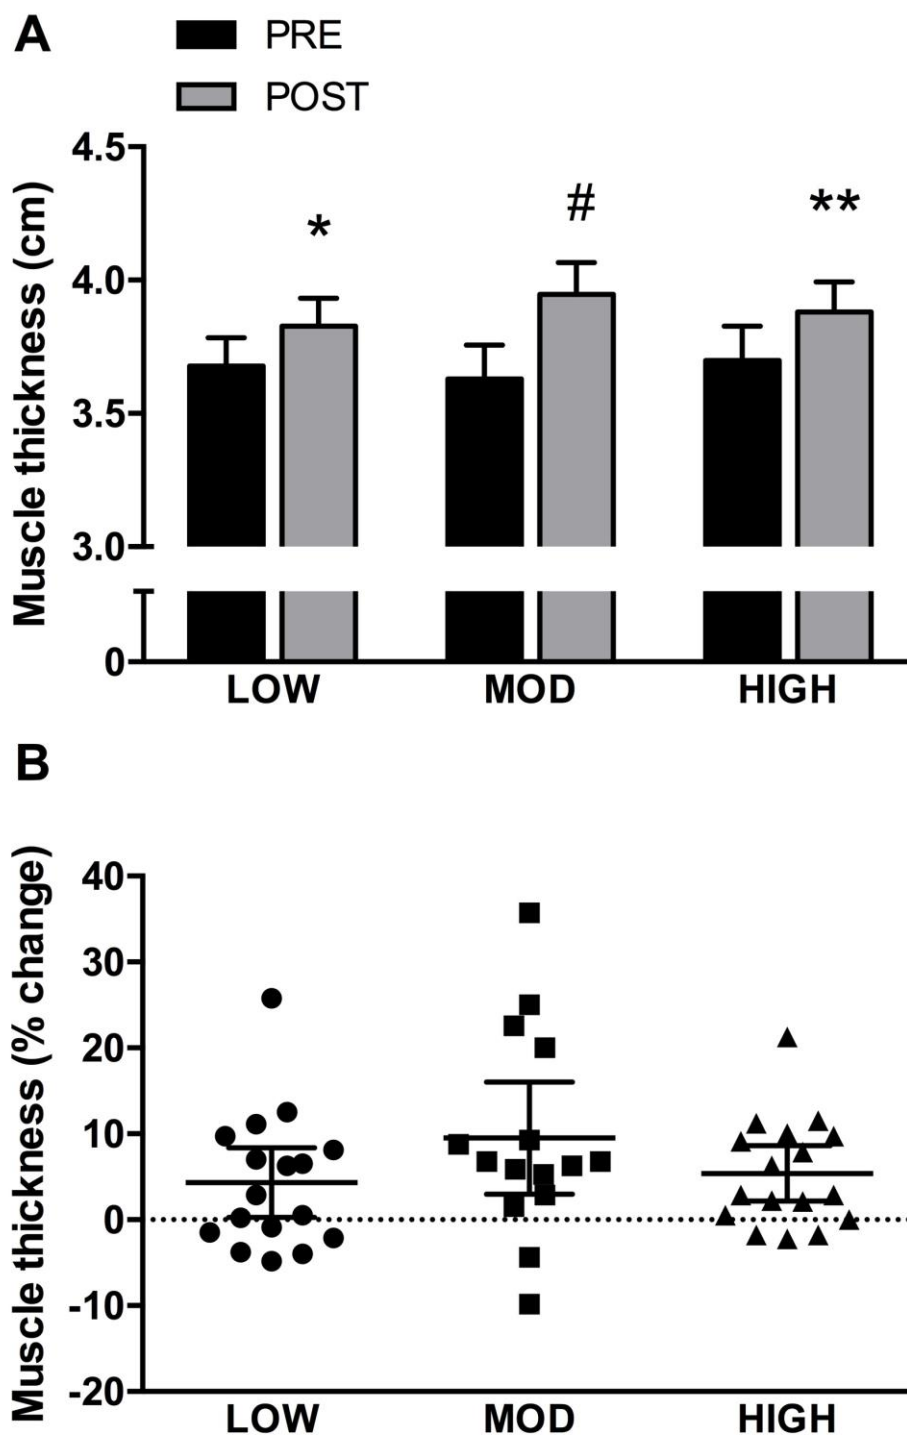 A
PRE
POST
Muscle thickness (cm)
4.5
4.0
3.5
3.0
0
*
#
**
LOW MOD HIGH
B
Muscle thickness (% change)
40
30
20
10
0
-10
-20
LOW MOD HIGH